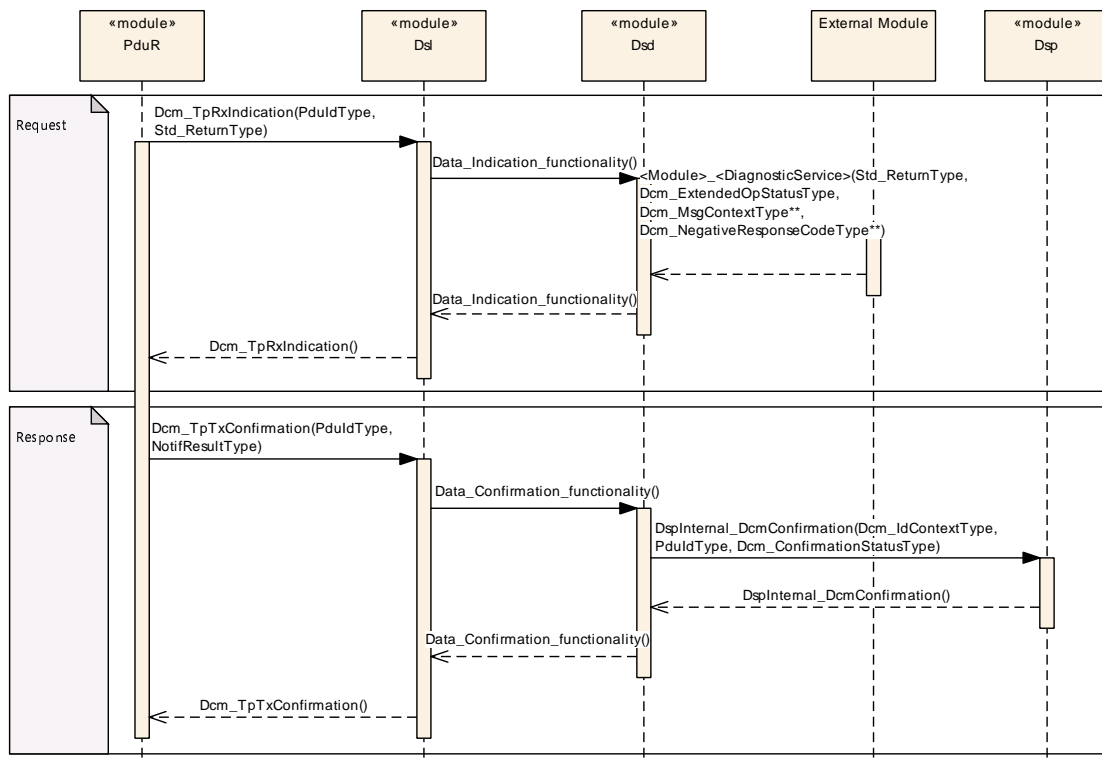 «module»
PduR
«module»
Dsl
«module»
Dsd
External Module
«module»
Dsp
Request
Dcm_TpRxIndication(PduIdType,
Std_ReturnType)
Data_Indication_functionality()
<Module>_<DiagnosticService>(Std_ReturnType,
Dcm_ExtendedOpStatusType,
Dcm_MsgContextType**,
Dcm_NegativeResponseCodeType**)
Data_Indication_functionality()
Dcm_TpRxIndication()
Response
Dcm_TpTxConfirmation(PduIdType,
NotifResultType)
Data_Confirmation_functionality()
DspInternal_DcmConfirmation(Dcm_IdContextType,
PduIdType, Dcm_ConfirmationStatusType)
DspInternal_DcmConfirmation()
Data_Confirmation_functionality()
Dcm_TpTxConfirmation()